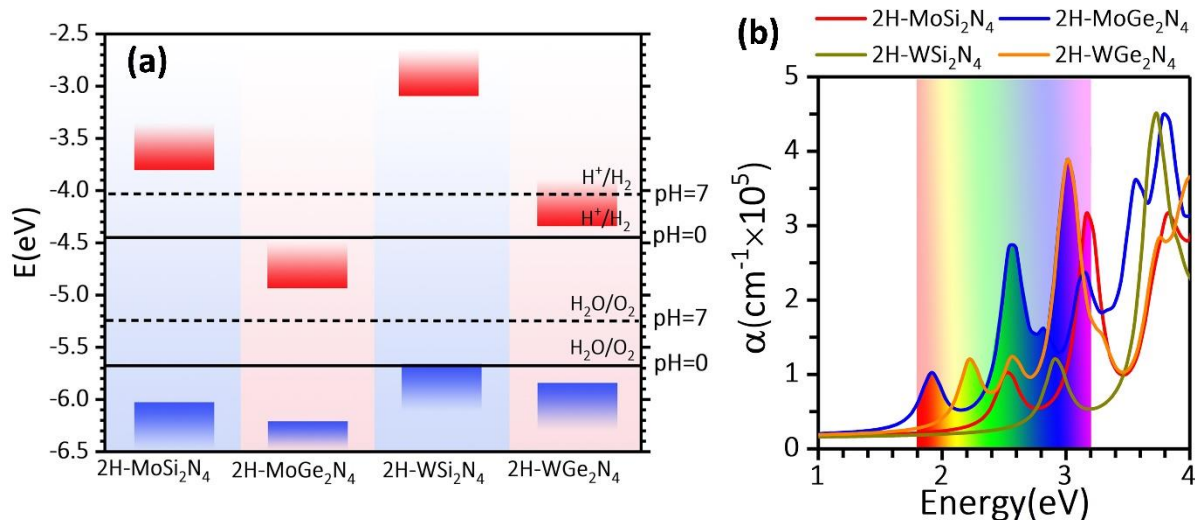 (a)
E(eV)
-2.5
-3.0
-3.5
-4.0
-4.5
-5.0
-5.5
-6.0
-6.5
H⁺/H₂
pH=7
H⁺/H₂
pH=0
H₂O/O₂
pH=7
H₂O/O₂
pH=0
2H-MoSi₂N₄ 2H-MoGe₂N₄ 2H-WSi₂N₄ 2H-WGe₂N₄
(b)
2H-MoSi₂N₄ 2H-MoGe₂N₄
2H-WSi₂N₄ 2H-WGe₂N₄
α(cm⁻¹×10⁵)
5
4
3
2
1
0
1 2 3 4
Energy(eV)